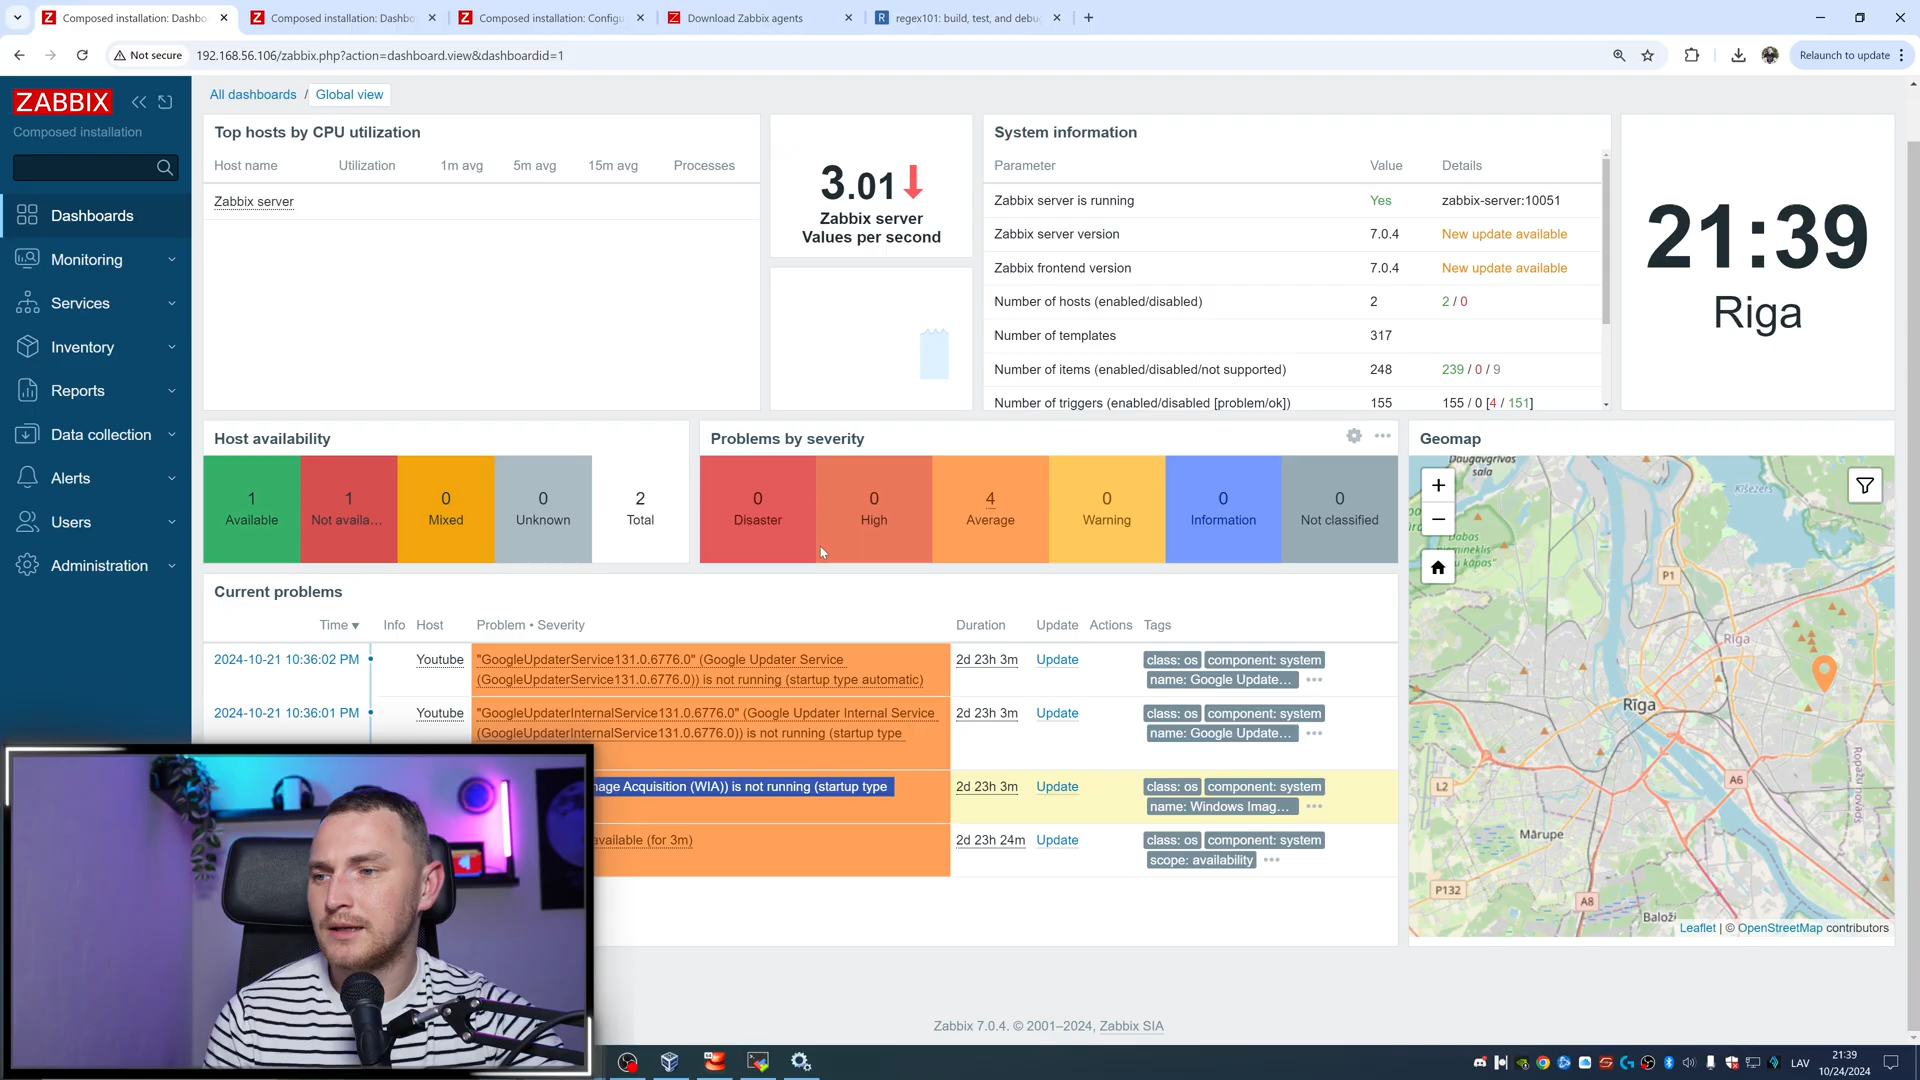 Composed installation: Dashbo
Composed installation: Dashbo
Composed installation: Configu
Download Zabbix agents
regex101: build, test, and debu
Not secure
192.168.56.106/zabbix.php?action=dashboard.view&dashboardid=1
Relaunch to update
ZABBIX
Composed installation
Dashboards
Monitoring
Services
Inventory
Reports
Data collection
Alerts
Users
Administration
All dashboards / Global view
Top hosts by CPU utilization
Host name Utilization 1m avg 5m avg 15m avg Processes
Zabbix server
3.01
Zabbix server
Values per second
System information
Parameter Value Details
Zabbix server is running Yes zabbix-server:10051
Zabbix server version 7.0.4 New update available
Zabbix frontend version 7.0.4 New update available
Number of hosts (enabled/disabled) 2 2 / 0
Number of templates 317
Number of items (enabled/disabled/not supported) 248 239 / 0 / 9
Number of triggers (enabled/disabled [problem/ok]) 155 155 / 0 [4 / 151]
21:39
Riga
Host availability
1 Available
1 Not availa...
0 Mixed
0 Unknown
2 Total
Problems by severity
0 Disaster
0 High
4 Average
0 Warning
0 Information
0 Not classified
Geomap
+
−
Daugavgrīvas
sala
Dabas
piemineklis
kāpas"
Ķīšezers
P1
Riga
Rīga
A6
L2
Mārupe
P132
A8
Baloži
Ropažu novads
Leaflet | © OpenStreetMap contributors
Current problems
Time Info Host Problem • Severity Duration Update Actions Tags
2024-10-21 10:36:02 PM Youtube "GoogleUpdaterService131.0.6776.0" (Google Updater Service
(GoogleUpdaterService131.0.6776.0)) is not running (startup type automatic) 2d 23h 3m Update class: os component: system
name: Google Update... •••
2024-10-21 10:36:01 PM Youtube "GoogleUpdaterInternalService131.0.6776.0" (Google Updater Internal Service
(GoogleUpdaterInternalService131.0.6776.0)) is not running (startup type 2d 23h 3m Update class: os component: system
name: Google Update... •••
mage Acquisition (WIA)) is not running (startup type 2d 23h 3m Update class: os component: system
name: Windows Imag... •••
available (for 3m) 2d 23h 24m Update class: os component: system
scope: availability •••
Zabbix 7.0.4. © 2001–2024, Zabbix SIA
LAV
21:39
10/24/2024